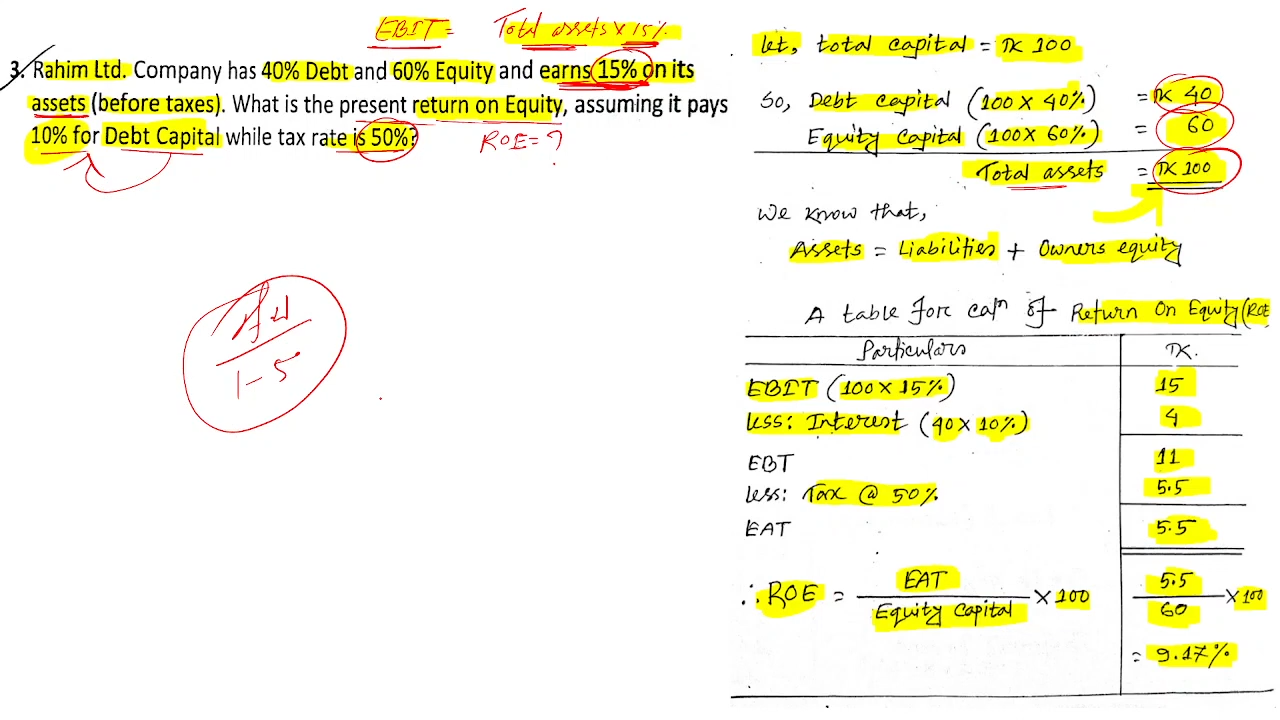 EBIT = Total assets × 15%
3. Rahim Ltd. Company has 40% Debt and 60% Equity and earns 15% on its
assets (before taxes). What is the present return on Equity, assuming it pays
10% for Debt Capital while tax rate is 50%?
ROE = ?
1-5
let, total capital = TK 100
So, Debt capital (100 × 40%) = TK 40
Equity capital (100 × 60%) = 60
Total assets = TK 100
We know that,
Assets = Liabilities + Owners equity
A table for caln of Return On Equity (ROE
Particulars TK.
EBIT (100 × 15%) 15
less: Interest (40 × 10%) 4
EBT 11
less: Tax @ 50% 5.5
EAT 5.5
∴ ROE = EAT / Equity capital × 100 5.5 / 60 × 100
= 9.17%